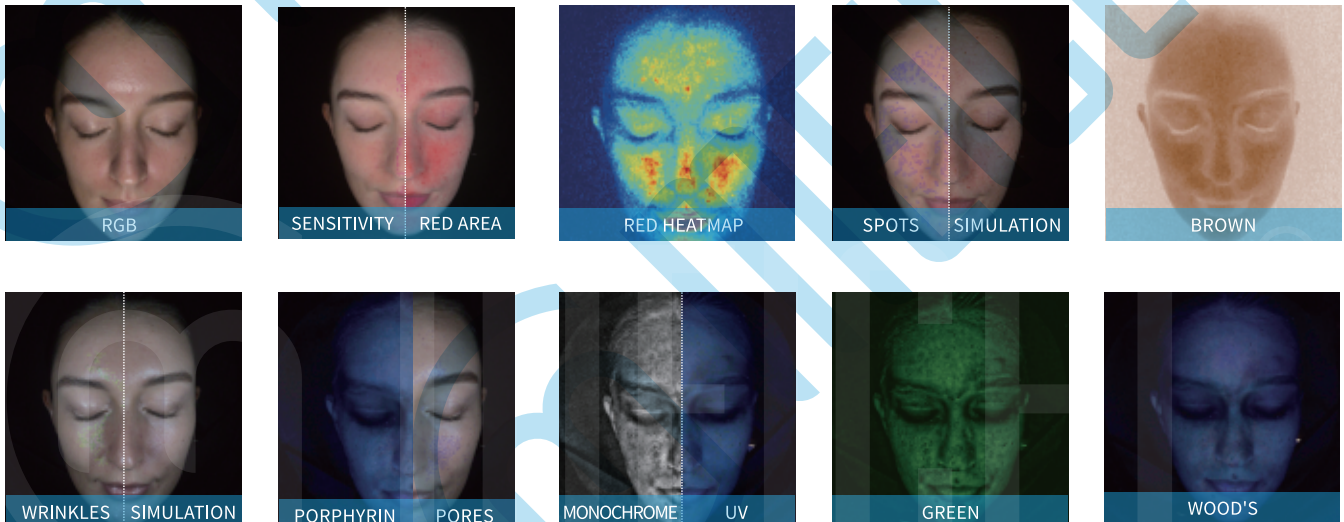 RGB
SENSITIVITY RED AREA
RED HEATMAP
SPOTS SIMULATION
BROWN
WRINKLES SIMULATION
PORPHYRIN PORES
MONOCHROME UV
GREEN
WOOD'S